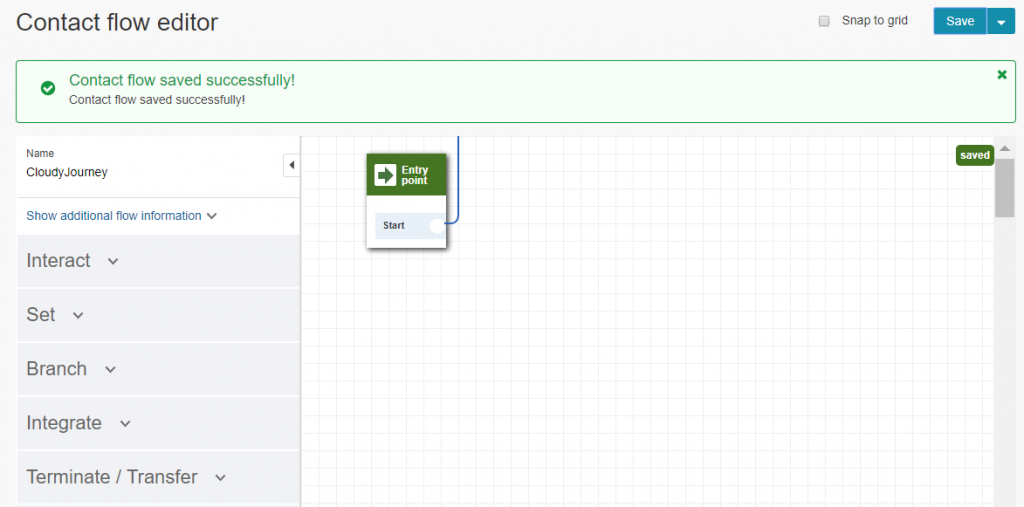 Contact flow editor
Snap to grid
Save
Contact flow saved successfully!
Contact flow saved successfully!
Name
CloudyJourney
Show additional flow information
Interact
Set
Branch
Integrate
Terminate / Transfer
Entry
point
Start
saved